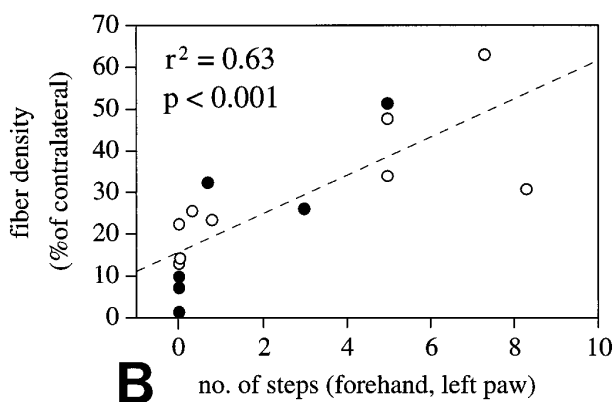 70
60
50
40
30
20
10
0
fiber density
(%of contralateral)
r² = 0.63
p < 0.001
0 2 4 6 8 10
B no. of steps (forehand, left paw)